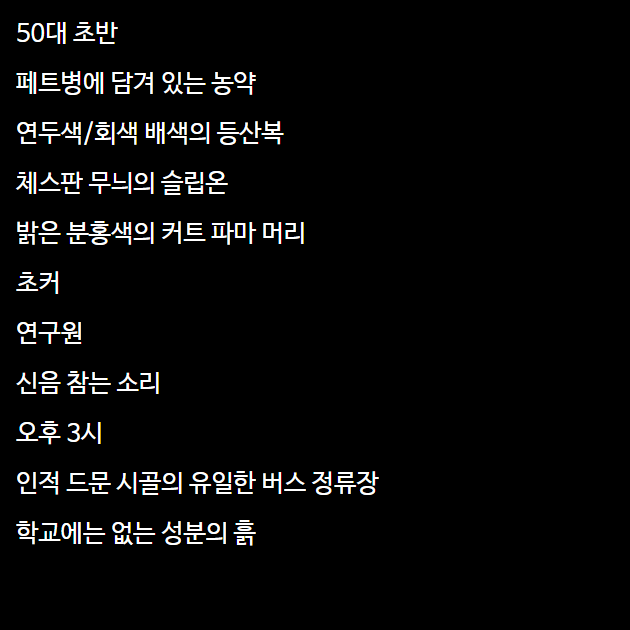 50대 초반
페트병에 담겨 있는 농약
연두색/회색 배색의 등산복
체스판 무늬의 슬립온
밝은 분홍색의 커트 파마 머리
초커
연구원
신음 참는 소리
오후 3시
인적 드문 시골의 유일한 버스 정류장
학교에는 없는 성분의 흙